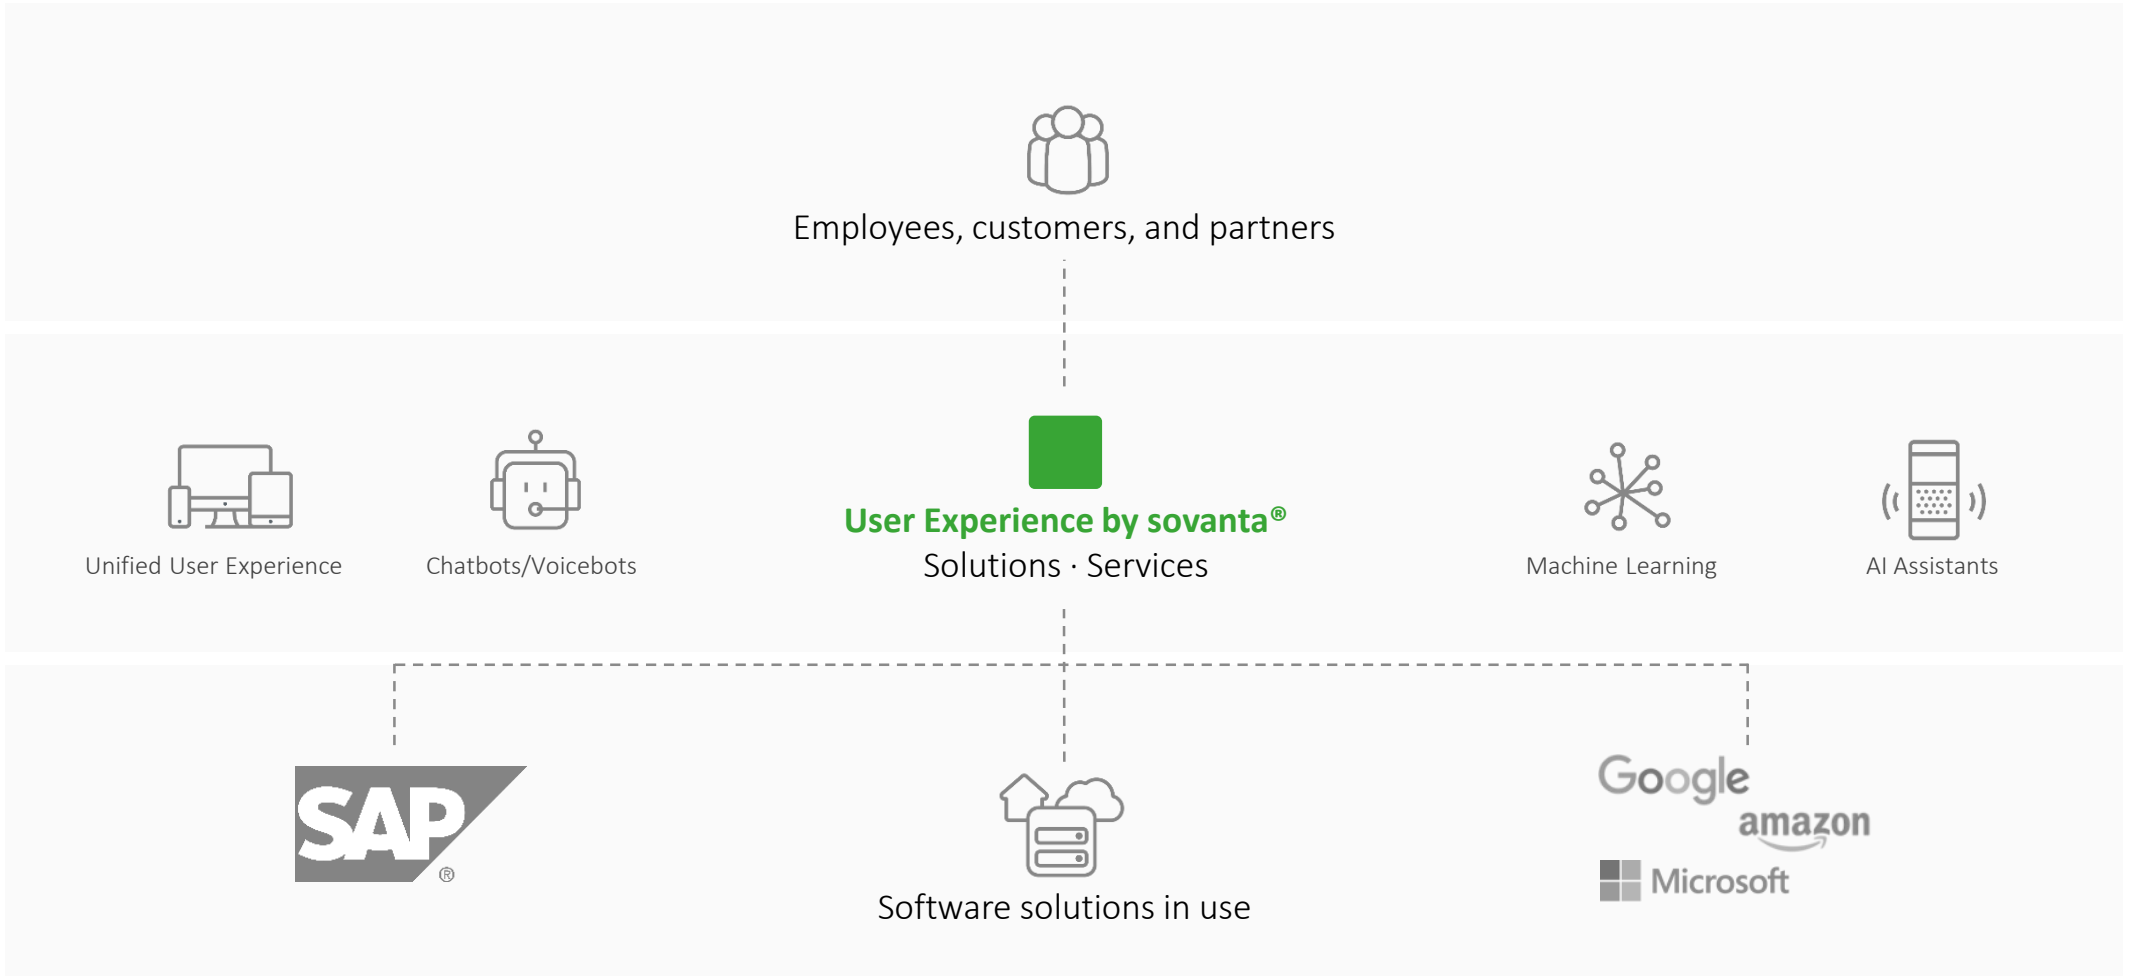 Employees, customers, and partners
User Experience by sovanta®
Solutions · Services
Unified User Experience
Chatbots/Voicebots
Machine Learning
AI Assistants
SAP
®
Google
amazon
Microsoft
Software solutions in use